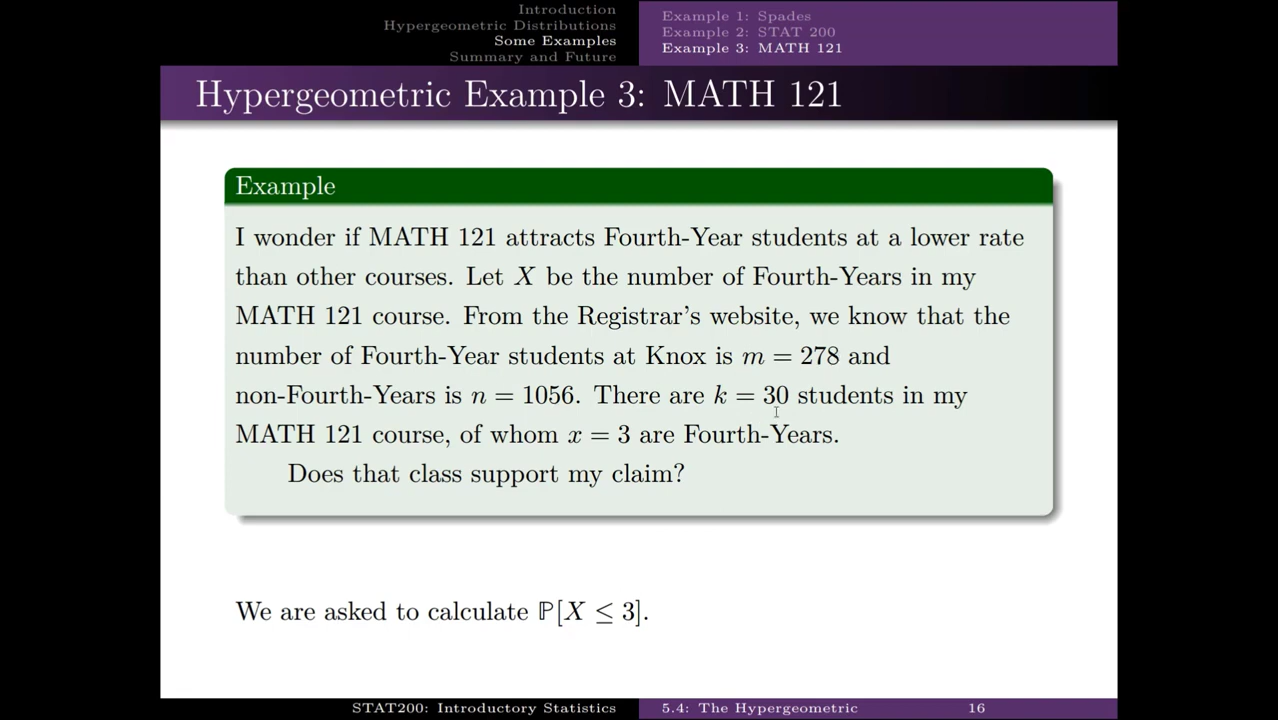 Introduction
Hypergeometric Distributions
Some Examples
Summary and Future
Example 1: Spades
Example 2: STAT 200
Example 3: MATH 121
Hypergeometric Example 3: MATH 121
Example
I wonder if MATH 121 attracts Fourth-Year students at a lower rate
than other courses. Let X be the number of Fourth-Years in my
MATH 121 course. From the Registrar's website, we know that the
number of Fourth-Year students at Knox is m = 278 and
non-Fourth-Years is n = 1056. There are k = 30 students in my
MATH 121 course, of whom x = 3 are Fourth-Years.
Does that class support my claim?
We are asked to calculate ℙ[X ≤ 3].
STAT200: Introductory Statistics
5.4: The Hypergeometric
16